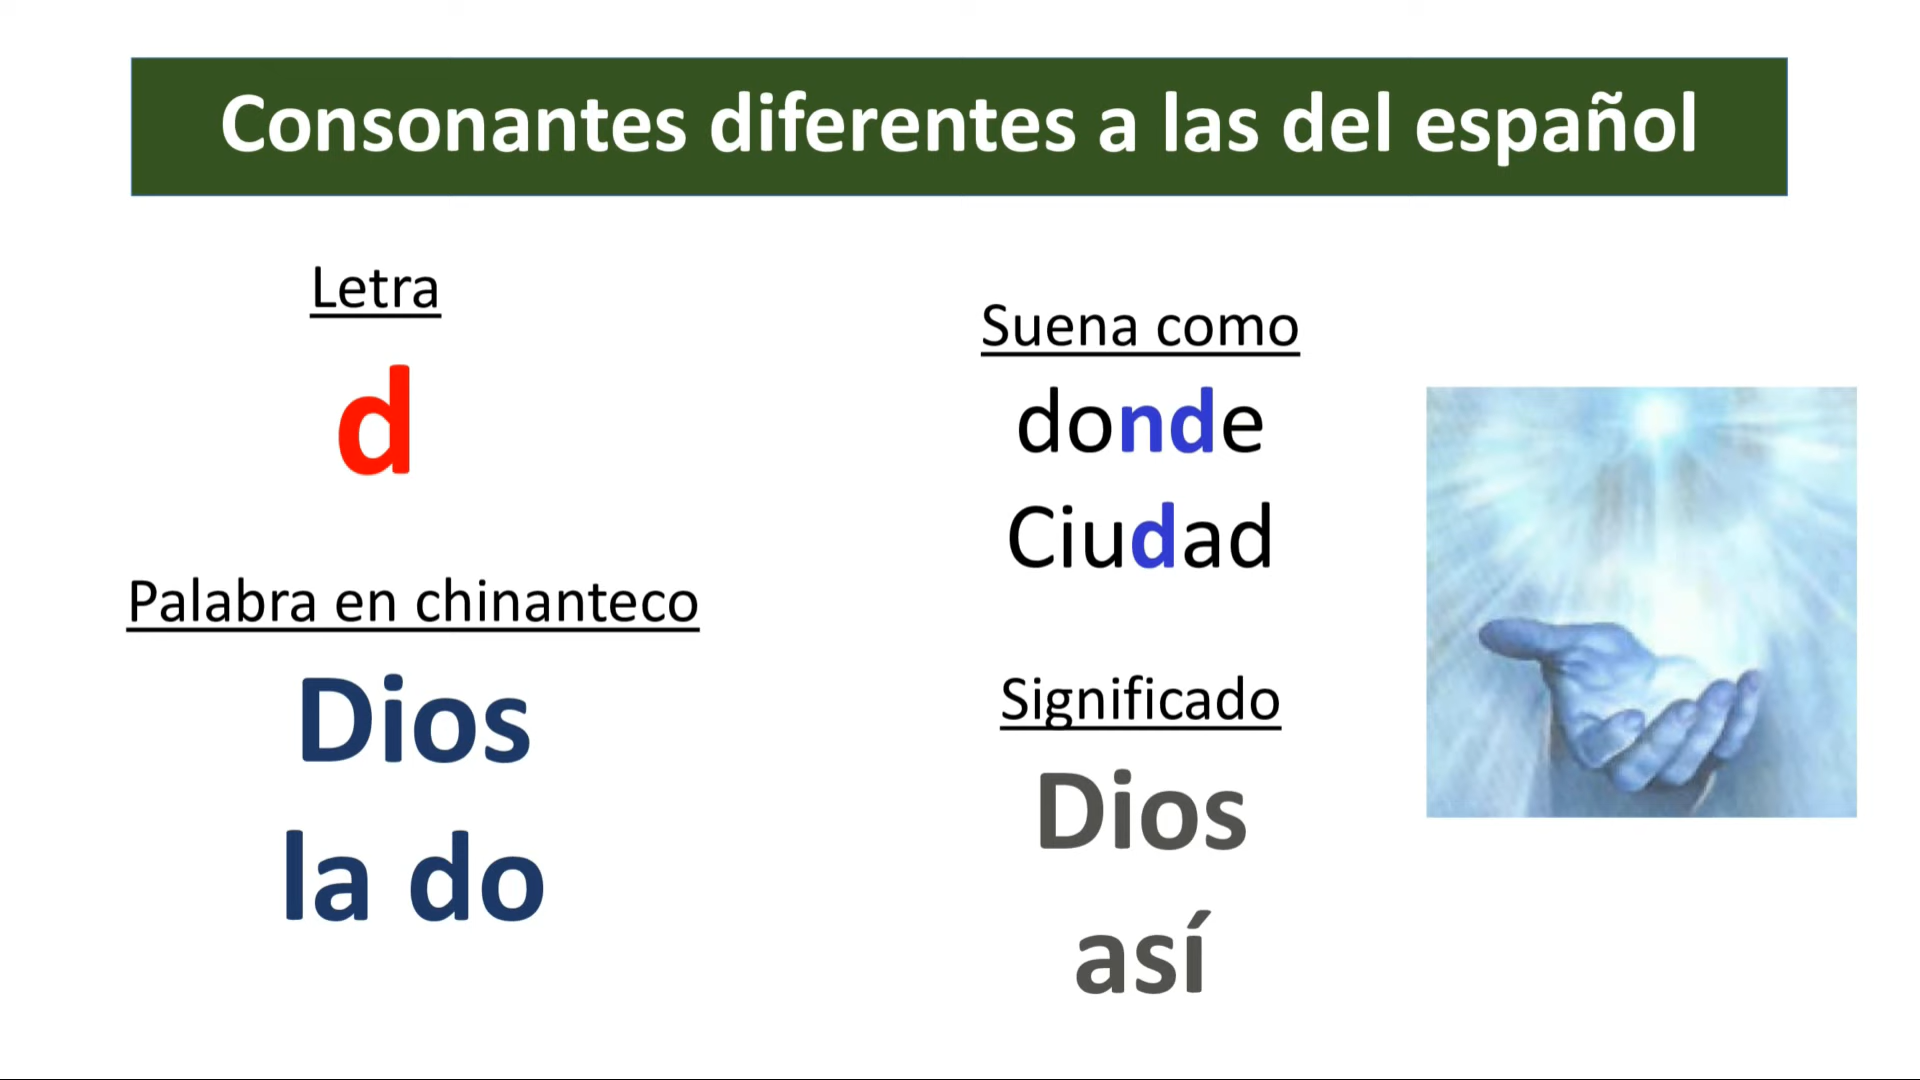 Consonantes diferentes a las del español
Letra
d
Palabra en chinanteco
Dios
la do
Suena como
donde
Ciudad
Significado
Dios
así